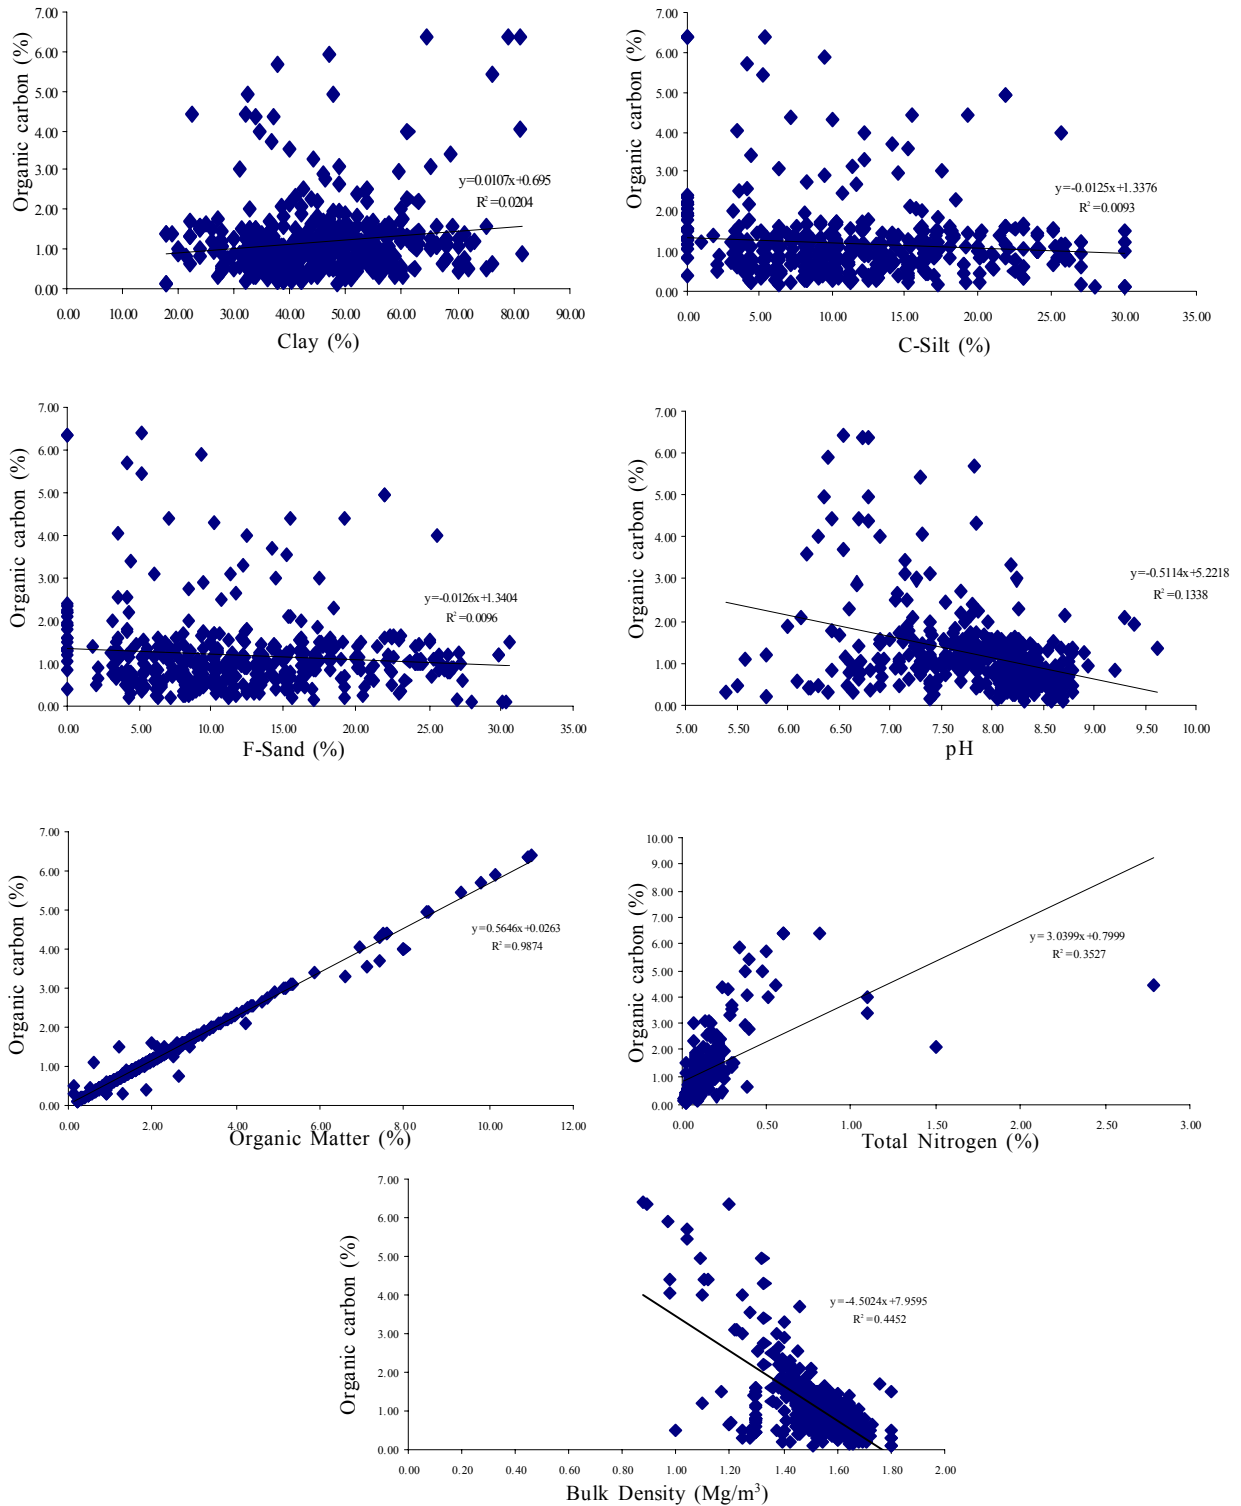 7.00
6.00
5.00
4.00
3.00
2.00
1.00
0.00
Organic carbon (%)
y=0.0107x+0.695
R²=0.0204
0.00 10.00 20.00 30.00 40.00 50.00 60.00 70.00 80.00 90.00
Clay (%)
7.00
6.00
5.00
4.00
3.00
2.00
1.00
0.00
Organic carbon (%)
y=-0.0125x+1.3376
R²=0.0093
0.00 5.00 10.00 15.00 20.00 25.00 30.00 35.00
C-Silt (%)
7.00
6.00
5.00
4.00
3.00
2.00
1.00
0.00
Organic carbon (%)
y=-0.0126x+1.3404
R²=0.0096
0.00 5.00 10.00 15.00 20.00 25.00 30.00 35.00
F-Sand (%)
7.00
6.00
5.00
4.00
3.00
2.00
1.00
0.00
Organic carbon (%)
y=-0.5114x+5.2218
R²=0.1338
5.00 5.50 6.00 6.50 7.00 7.50 8.00 8.50 9.00 9.50 10.00
pH
7.00
6.00
5.00
4.00
3.00
2.00
1.00
0.00
Organic carbon (%)
y=0.5646x+0.0263
R²=0.9874
0.00 2.00 4.00 6.00 8.00 10.00 12.00
Organic Matter (%)
10.00
9.00
8.00
7.00
6.00
5.00
4.00
3.00
2.00
1.00
0.00
Organic carbon (%)
y=3.0399x+0.7999
R²=0.3527
0.00 0.50 1.00 1.50 2.00 2.50 3.00
Total Nitrogen (%)
7.00
6.00
5.00
4.00
3.00
2.00
1.00
0.00
Organic carbon (%)
y=-4.5024x+7.9595
R²=0.4452
0.00 0.20 0.40 0.60 0.80 1.00 1.20 1.40 1.60 1.80 2.00
Bulk Density (Mg/m³)